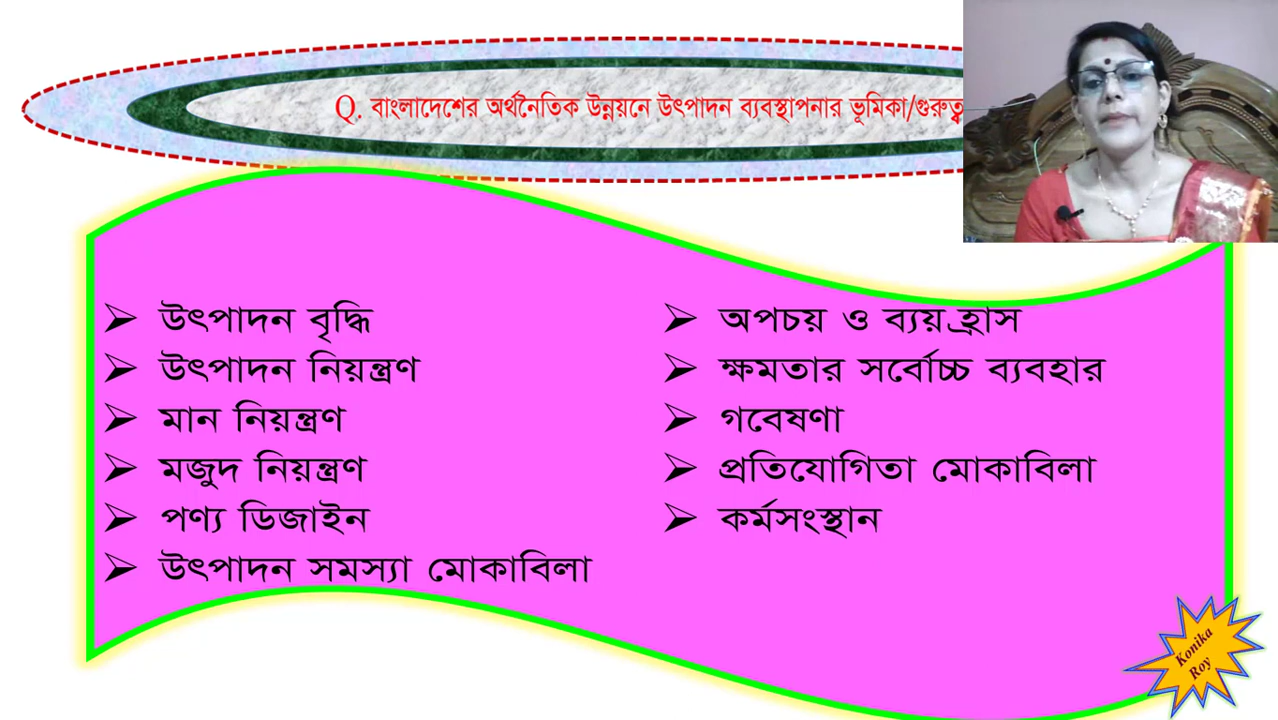 Q. বাংলাদেশের অর্থনৈতিক উন্নয়নে উৎপাদন ব্যবস্থাপনার ভূমিকা/গুরুত্ব
➢ উৎপাদন বৃদ্ধি
➢ উৎপাদন নিয়ন্ত্রণ
➢ মান নিয়ন্ত্রণ
➢ মজুদ নিয়ন্ত্রণ
➢ পণ্য ডিজাইন
➢ উৎপাদন সমস্যা মোকাবিলা
➢ অপচয় ও ব্যয় হ্রাস
➢ ক্ষমতার সর্বোচ্চ ব্যবহার
➢ গবেষণা
➢ প্রতিযোগিতা মোকাবিলা
➢ কর্মসংস্থান
Konika
Roy